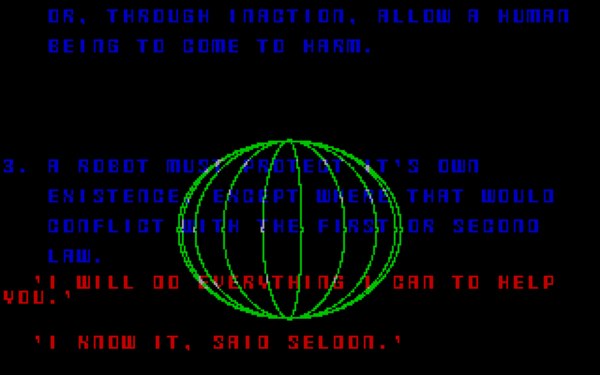 OR, THROUGH INACTION, ALLOW A HUMAN
BEING TO COME TO HARM.
3. A ROBOT MUST PROTECT IT'S OWN
EXISTENCE, EXCEPT WHERE THAT WOULD
CONFLICT WITH THE FIRST OR SECOND
LAW.
'I WILL DO EVERYTHING I CAN TO HELP
YOU.'
'I KNOW IT, SAID SELDON.'